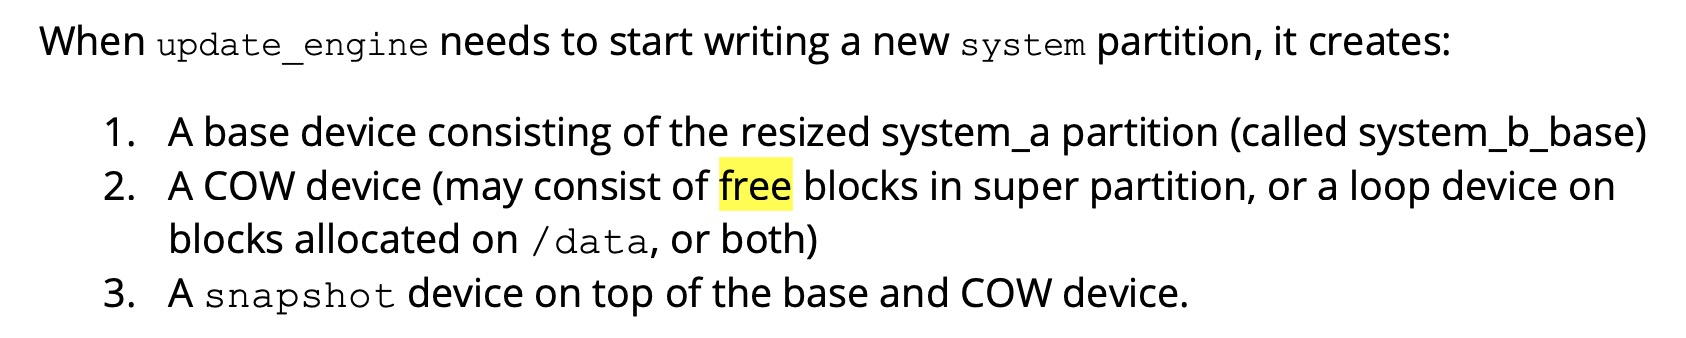 When update_engine needs to start writing a new system partition, it creates:
1. A base device consisting of the resized system_a partition (called system_b_base)
2. A COW device (may consist of free blocks in super partition, or a loop device on
blocks allocated on /data, or both)
3. A snapshot device on top of the base and COW device.